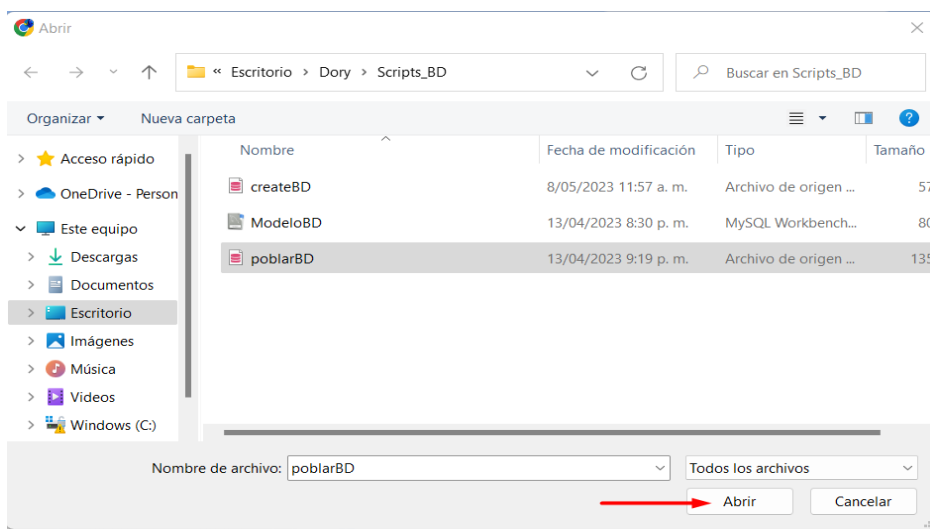 Abrir
« Escritorio > Dory > Scripts_BD
Buscar en Scripts_BD
Organizar
Nueva carpeta
Nombre
Fecha de modificación
Tipo
Tamaño
Acceso rápido
OneDrive - Person
Este equipo
Descargas
Documentos
Escritorio
Imágenes
Música
Videos
Windows (C:)
createBD 8/05/2023 11:57 a. m. Archivo de origen ... 57
ModeloBD 13/04/2023 8:30 p. m. MySQL Workbench... 80
poblarBD 13/04/2023 9:19 p. m. Archivo de origen ... 135
Nombre de archivo: poblarBD
Todos los archivos
Abrir
Cancelar